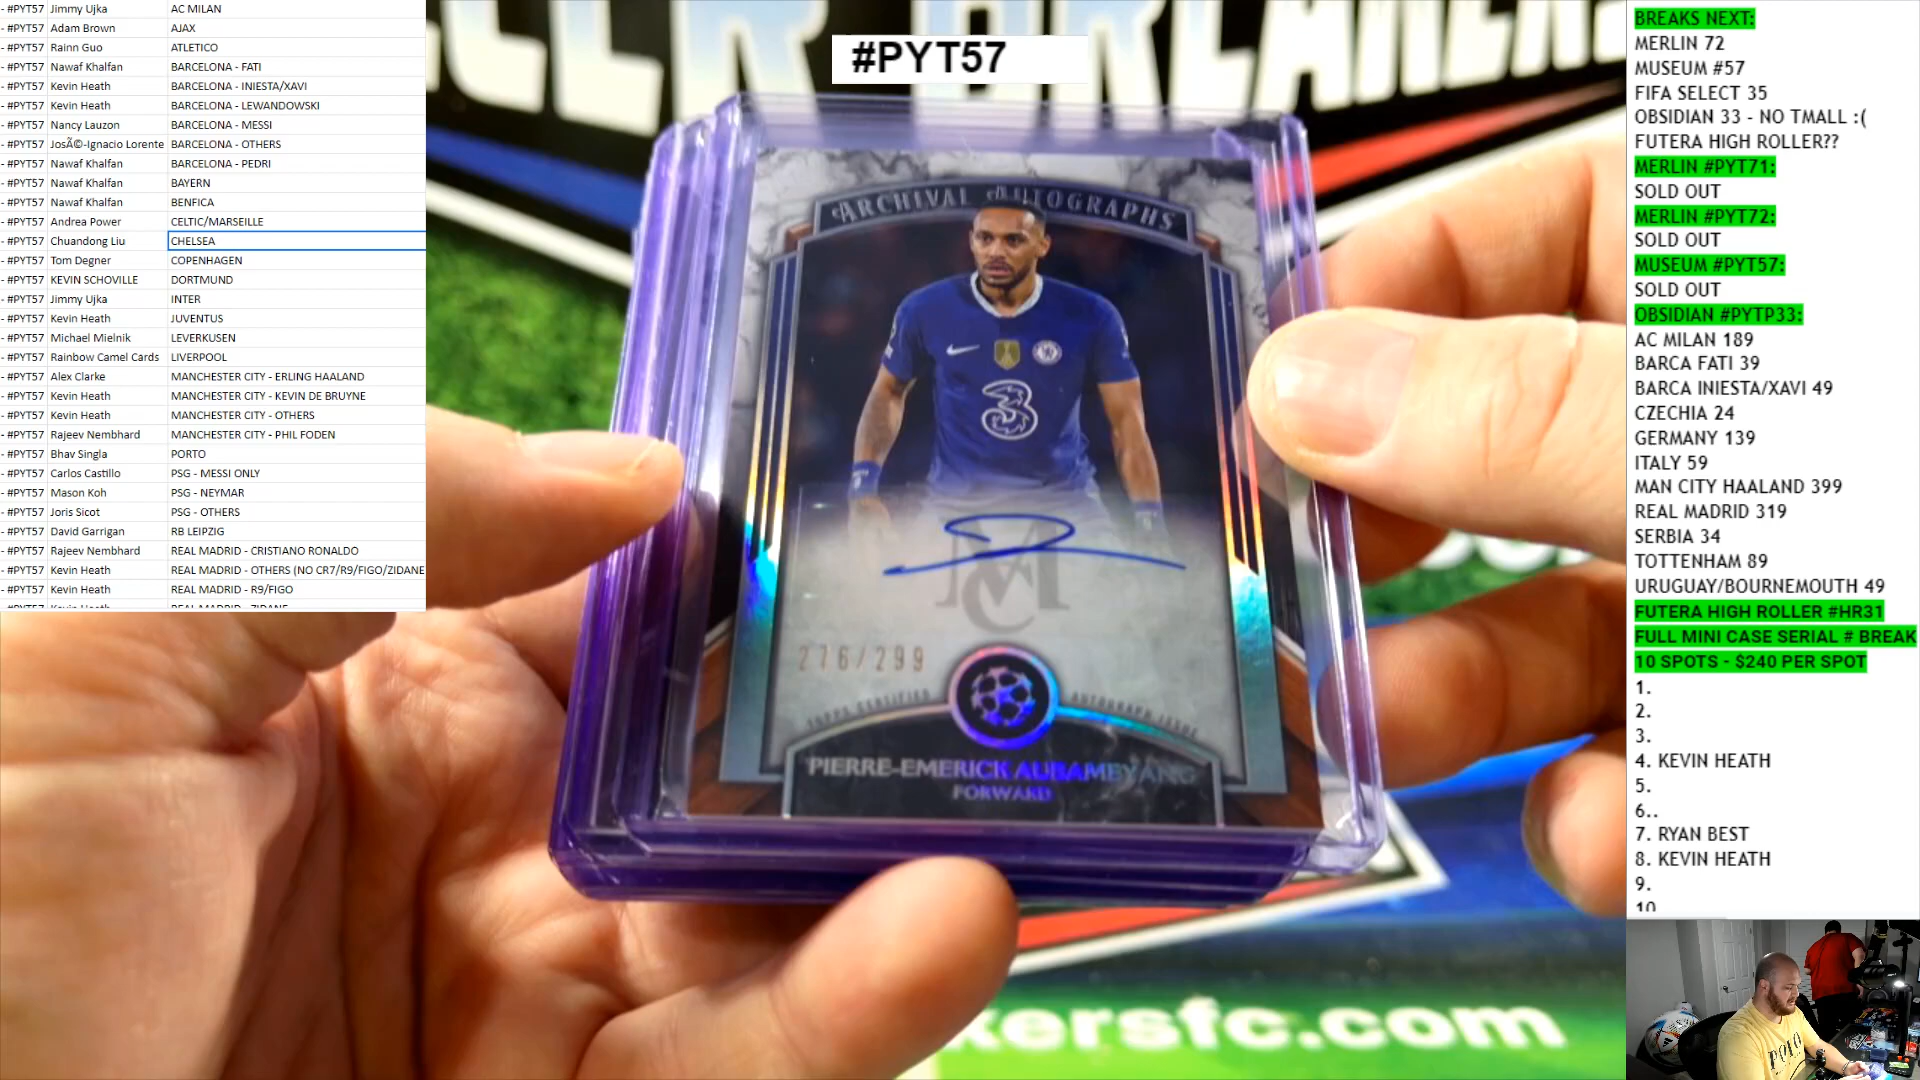 - #PYT57 Jimmy Ujka AC MILAN
- #PYT57 Adam Brown AJAX
- #PYT57 Rainn Guo ATLETICO
- #PYT57 Nawaf Khalfan BARCELONA - FATI
- #PYT57 Kevin Heath BARCELONA - INIESTA/XAVI
- #PYT57 Kevin Heath BARCELONA - LEWANDOWSKI
- #PYT57 Nancy Lauzon BARCELONA - MESSI
- #PYT57 JosÃ©-Ignacio Lorente BARCELONA - OTHERS
- #PYT57 Nawaf Khalfan BARCELONA - PEDRI
- #PYT57 Nawaf Khalfan BAYERN
- #PYT57 Nawaf Khalfan BENFICA
- #PYT57 Andrea Power CELTIC/MARSEILLE
- #PYT57 Chuandong Liu CHELSEA
- #PYT57 Tom Degner COPENHAGEN
- #PYT57 KEVIN SCHOVILLE DORTMUND
- #PYT57 Jimmy Ujka INTER
- #PYT57 Kevin Heath JUVENTUS
- #PYT57 Michael Mielnik LEVERKUSEN
- #PYT57 Rainbow Camel Cards LIVERPOOL
- #PYT57 Alex Clarke MANCHESTER CITY - ERLING HAALAND
- #PYT57 Kevin Heath MANCHESTER CITY - KEVIN DE BRUYNE
- #PYT57 Kevin Heath MANCHESTER CITY - OTHERS
- #PYT57 Rajeev Nembhard MANCHESTER CITY - PHIL FODEN
- #PYT57 Bhav Singla PORTO
- #PYT57 Carlos Castillo PSG - MESSI ONLY
- #PYT57 Mason Koh PSG - NEYMAR
- #PYT57 Joris Sicot PSG - OTHERS
- #PYT57 David Garrigan RB LEIPZIG
- #PYT57 Rajeev Nembhard REAL MADRID - CRISTIANO RONALDO
- #PYT57 Kevin Heath REAL MADRID - OTHERS (NO CR7/R9/FIGO/ZIDANE
- #PYT57 Kevin Heath REAL MADRID - R9/FIGO
#PYT57
ARCHIVAL AUTOGRAPHS
3
MC
276/299
TOPPS CERTIFIED AUTOGRAPH ISSUE
PIERRE-EMERICK AUBAMEYANG
FORWARD
kersfc.com
BREAKS NEXT:
MERLIN 72
MUSEUM #57
FIFA SELECT 35
OBSIDIAN 33 - NO TMALL :(
FUTERA HIGH ROLLER??
MERLIN #PYT71:
SOLD OUT
MERLIN #PYT72:
SOLD OUT
MUSEUM #PYT57:
SOLD OUT
OBSIDIAN #PYTP33:
AC MILAN 189
BARCA FATI 39
BARCA INIESTA/XAVI 49
CZECHIA 24
GERMANY 139
ITALY 59
MAN CITY HAALAND 399
REAL MADRID 319
SERBIA 34
TOTTENHAM 89
URUGUAY/BOURNEMOUTH 49
FUTERA HIGH ROLLER #HR31
FULL MINI CASE SERIAL # BREAK
10 SPOTS - $240 PER SPOT
1.
2.
3.
4. KEVIN HEATH
5.
6..
7. RYAN BEST
8. KEVIN HEATH
9.
10
POLO